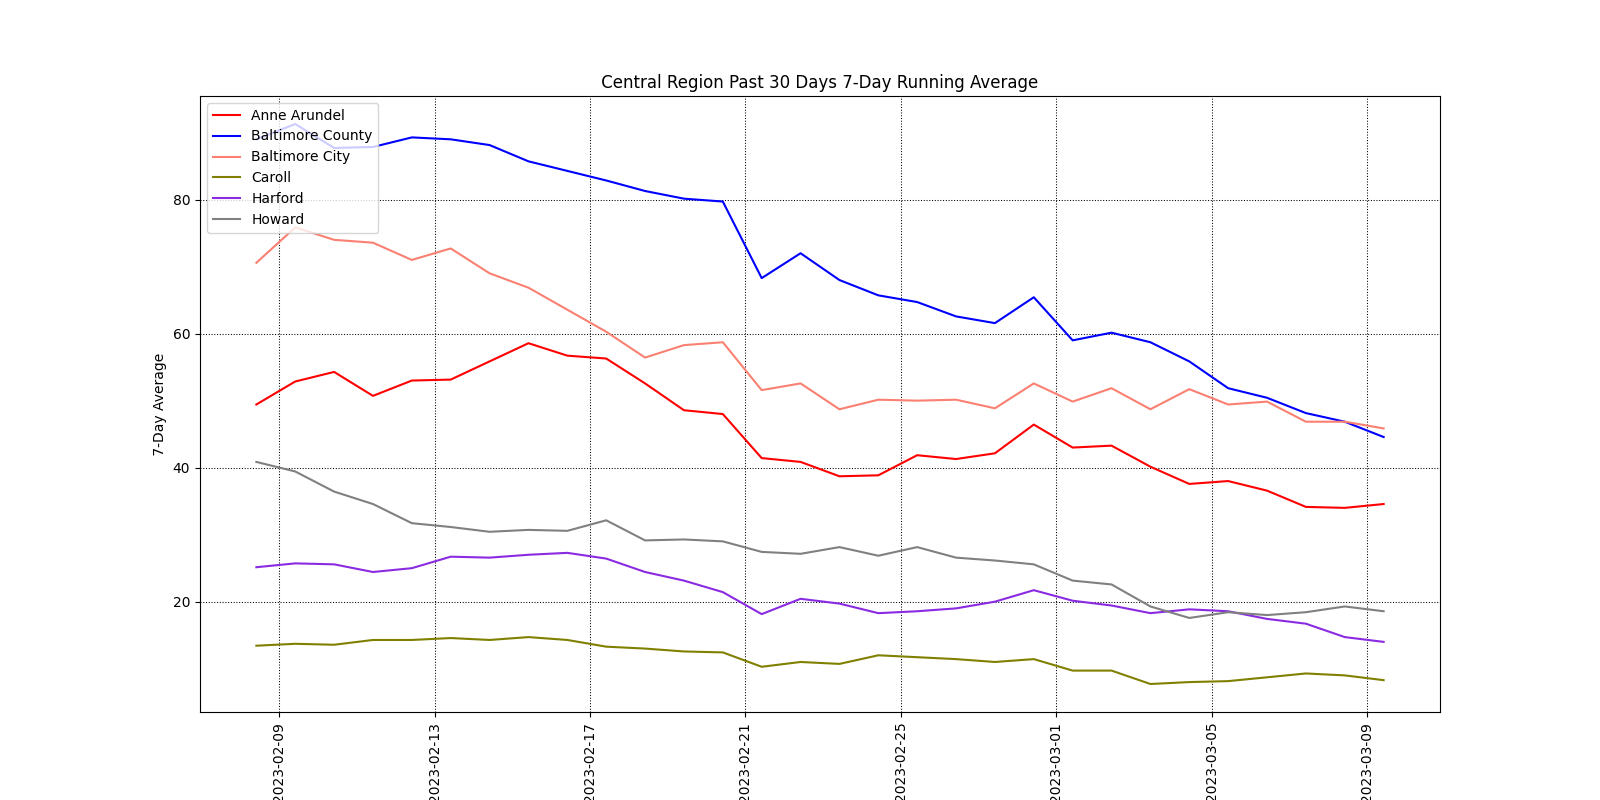 Central Region Past 30 Days 7-Day Running Average
Anne Arundel
Baltimore County
Baltimore City
Caroll
Harford
Howard
80
60
40
20
7-Day Average
2023-02-09
2023-02-13
2023-02-17
2023-02-21
2023-02-25
2023-03-01
2023-03-05
2023-03-09